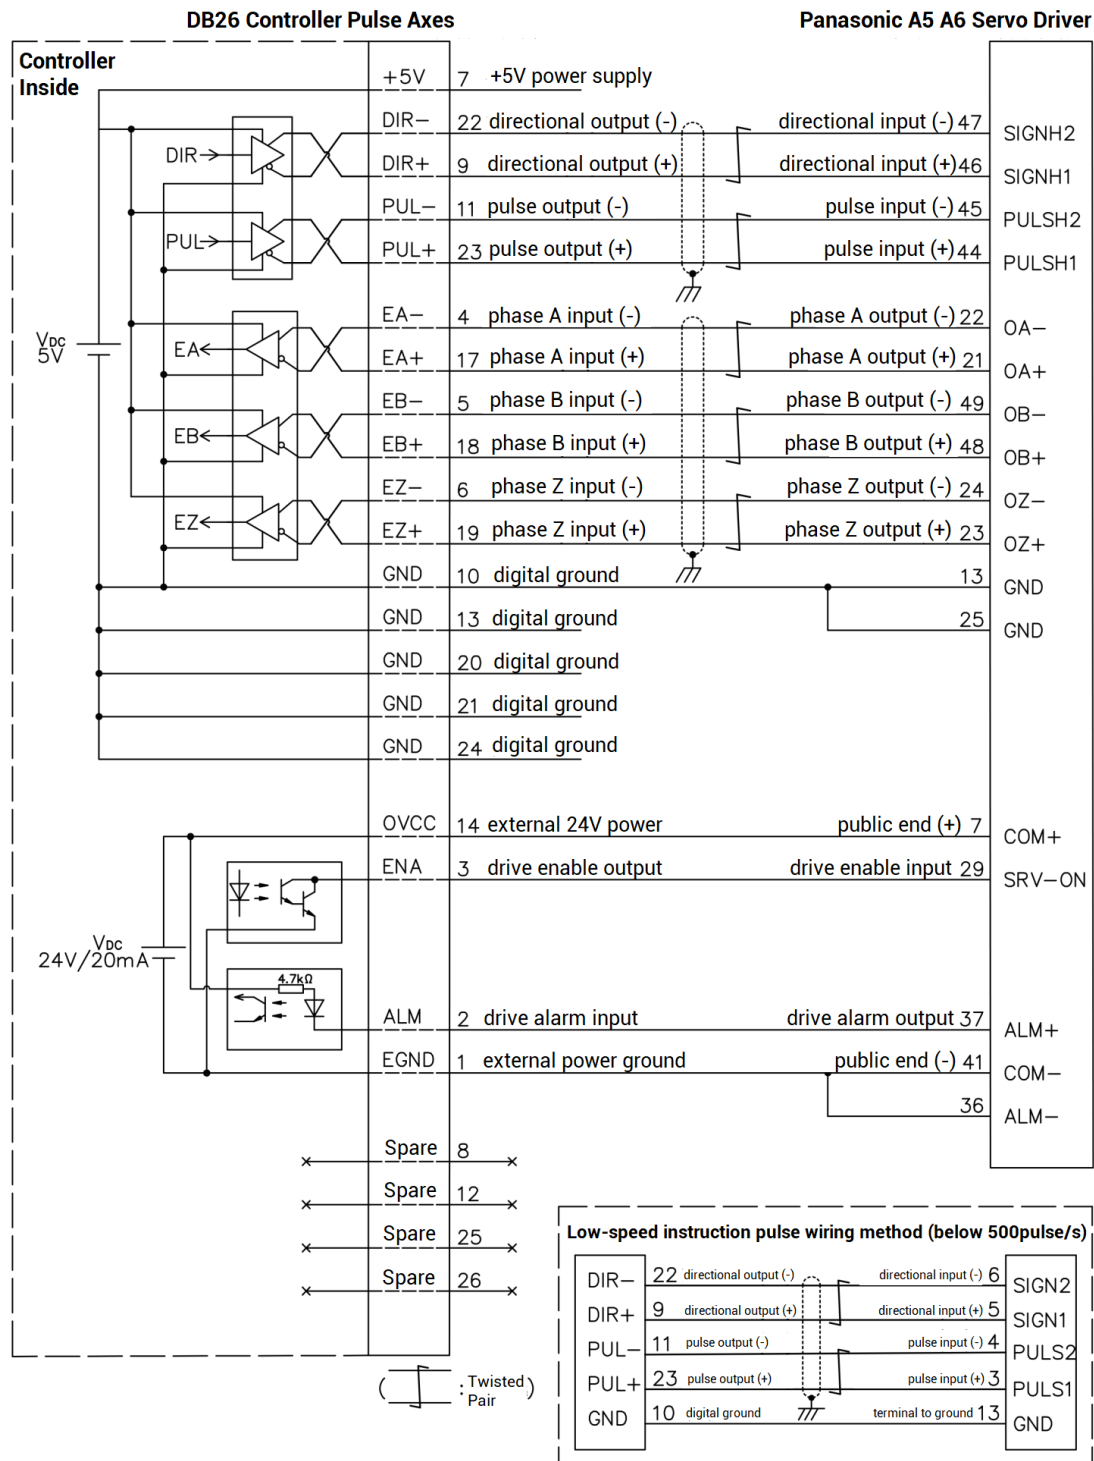 DB26 Controller Pulse Axes    Panasonic A5 A6 Servo Driver
Controller
Inside
+5V 7 +5V power supply
DIR- 22 directional output (-) directional input (-) 47 SIGNH2
DIR
DIR+ 9 directional output (+) directional input (+) 46 SIGNH1
PUL- 11 pulse output (-) pulse input (-) 45 PULSH2
PUL
PUL+ 23 pulse output (+) pulse input (+) 44 PULSH1
EA- 4 phase A input (-) phase A output (-) 22 OA-
VDC
5V
EA
EA+ 17 phase A input (+) phase A output (+) 21 OA+
EB- 5 phase B input (-) phase B output (-) 49 OB-
EB
EB+ 18 phase B input (+) phase B output (+) 48 OB+
EZ- 6 phase Z input (-) phase Z output (-) 24 OZ-
EZ
EZ+ 19 phase Z input (+) phase Z output (+) 23 OZ+
GND 10 digital ground 13 GND
GND 13 digital ground 25 GND
GND 20 digital ground
GND 21 digital ground
GND 24 digital ground
OVCC 14 external 24V power public end (+) 7 COM+
ENA 3 drive enable output drive enable input 29 SRV-ON
VDC
24V/20mA
4.7kΩ
ALM 2 drive alarm input drive alarm output 37 ALM+
EGND 1 external power ground public end (-) 41 COM-
36 ALM-
Spare 8
Spare 12
Spare 25
Spare 26
( : Twisted
Pair )
Low-speed instruction pulse wiring method (below 500pulse/s)
DIR- 22 directional output (-) directional input (-) 6 SIGN2
DIR+ 9 directional output (+) directional input (+) 5 SIGN1
PUL- 11 pulse output (-) pulse input (-) 4 PULS2
PUL+ 23 pulse output (+) pulse input (+) 3 PULS1
GND 10 digital ground terminal to ground 13 GND